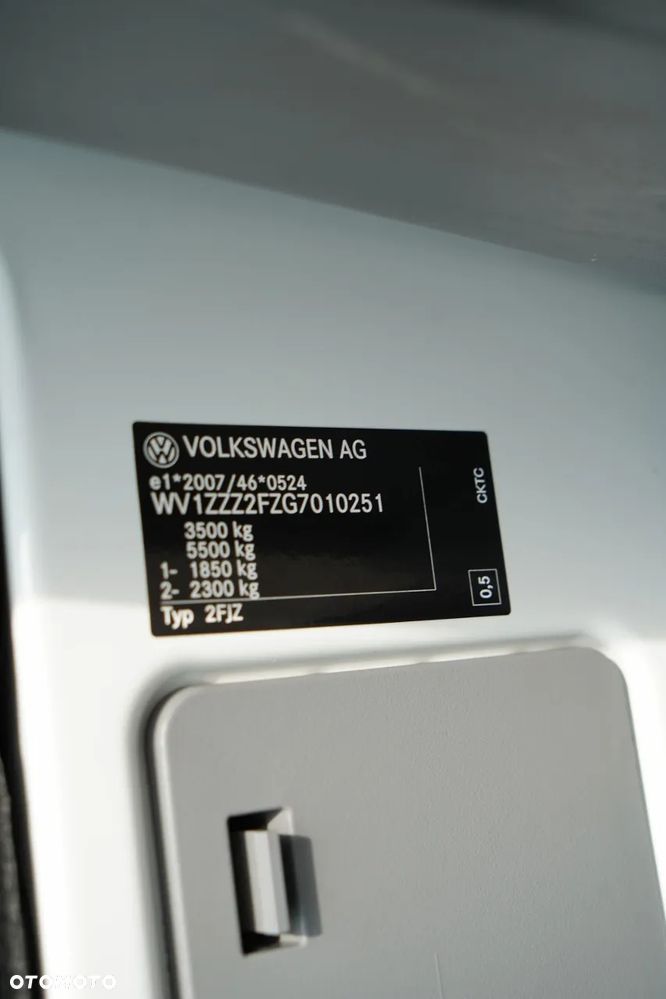 VOLKSWAGEN AG
e1*2007/46*0524
WV1ZZZ2FZG7010251
3500 kg
5500 kg
1- 1850 kg
2- 2300 kg
Typ 2FJZ
CKTC
0,5
OTOMOTO